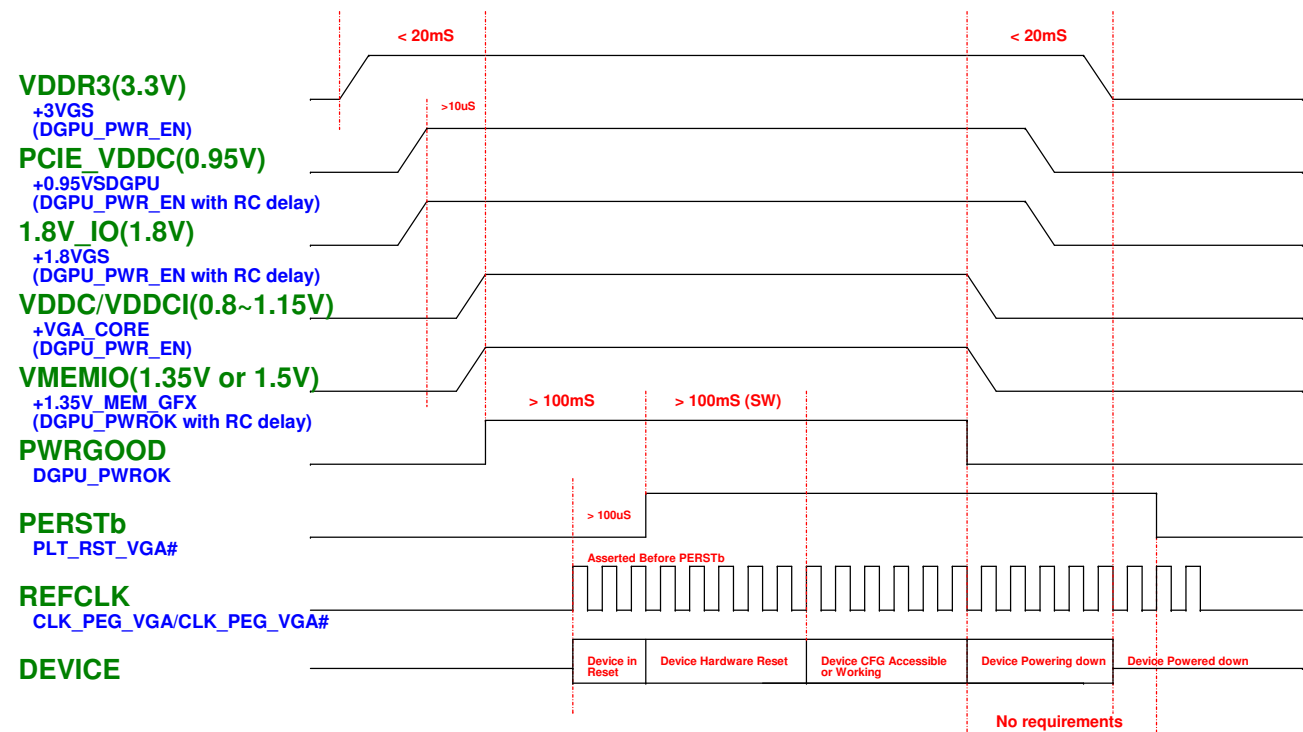 < 20mS
< 20mS
VDDR3(3.3V)
+3VGS
(DGPU_PWR_EN)
>10uS
PCIE_VDDC(0.95V)
+0.95VSDGPU
(DGPU_PWR_EN with RC delay)
1.8V_IO(1.8V)
+1.8VGS
(DGPU_PWR_EN with RC delay)
VDDC/VDDCI(0.8~1.15V)
+VGA_CORE
(DGPU_PWR_EN)
VMEMIO(1.35V or 1.5V)
+1.35V_MEM_GFX
(DGPU_PWROK with RC delay)
> 100mS
> 100mS (SW)
PWRGOOD
DGPU_PWROK
> 100uS
PERSTb
PLT_RST_VGA#
Asserted Before PERSTb
REFCLK
CLK_PEG_VGA/CLK_PEG_VGA#
DEVICE
Device in
Reset
Device Hardware Reset
Device CFG Accessible
or Working
Device Powering down
Device Powered down
No requirements